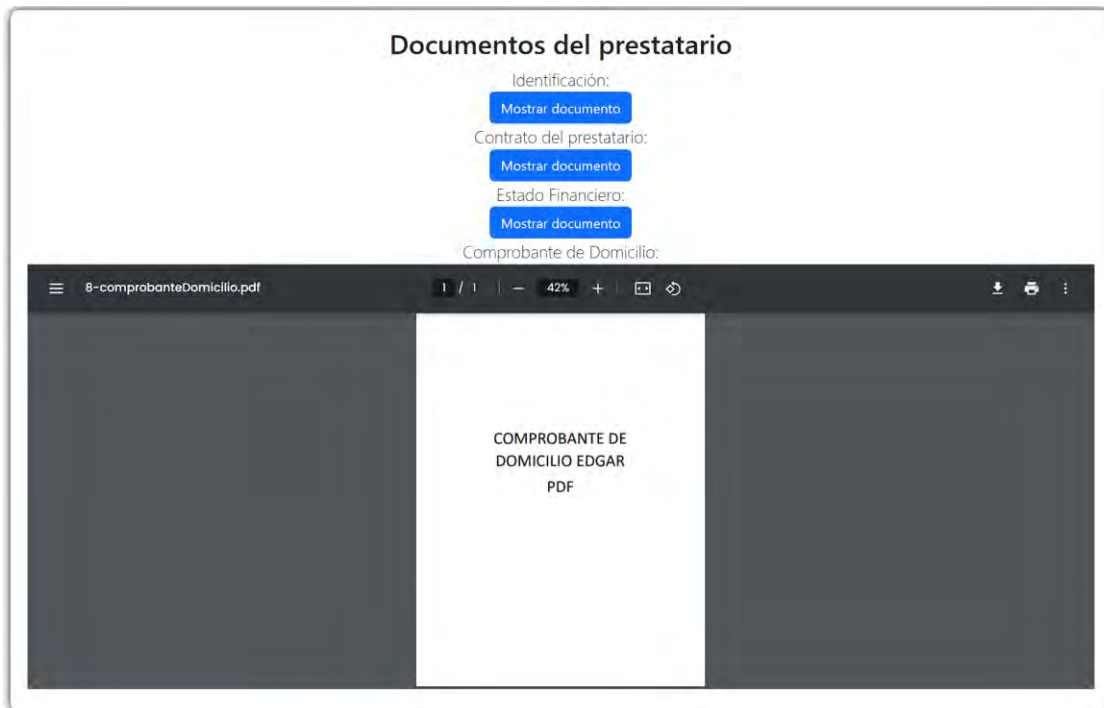 Documentos del prestatario
Identificación:
Mostrar documento
Contrato del prestatario:
Mostrar documento
Estado Financiero:
Mostrar documento
Comprobante de Domicilio:
8-comprobanteDomicilio.pdf 1 / 1 42%
COMPROBANTE DE
DOMICILIO EDGAR
PDF